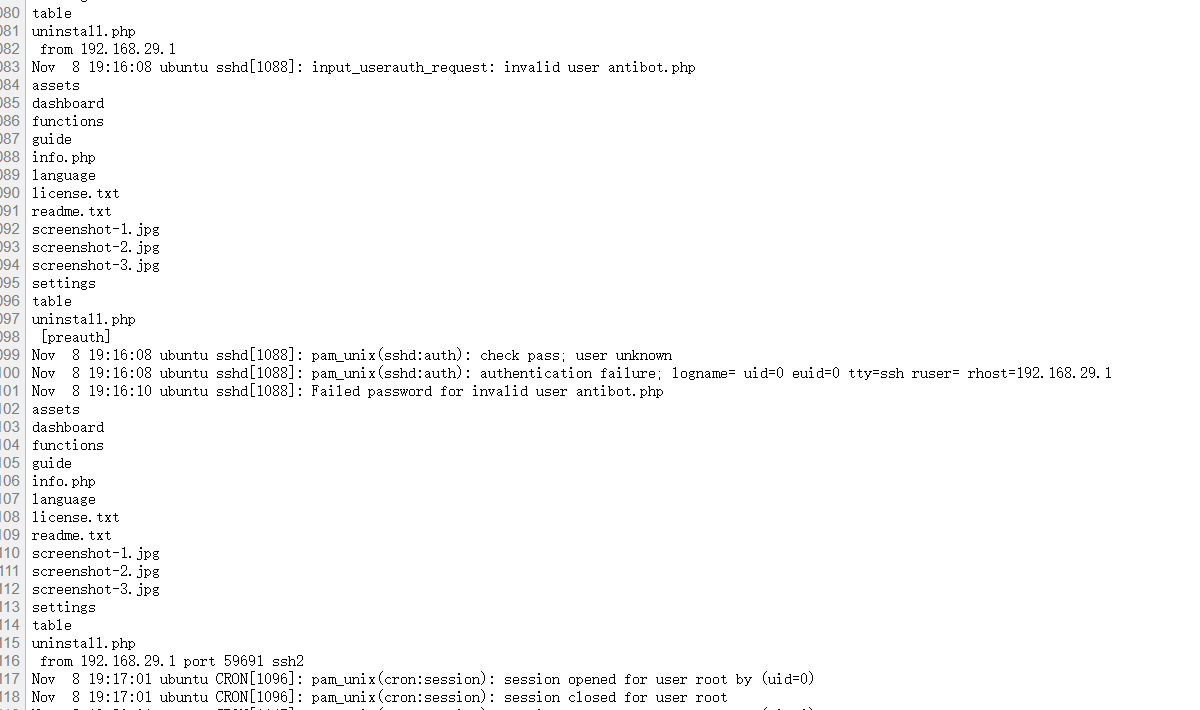 080 table
081 uninstall.php
082  from 192.168.29.1
083 Nov  8 19:16:08 ubuntu sshd[1088]: input_userauth_request: invalid user antibot.php
084 assets
085 dashboard
086 functions
087 guide
088 info.php
089 language
090 license.txt
091 readme.txt
092 screenshot-1.jpg
093 screenshot-2.jpg
094 screenshot-3.jpg
095 settings
096 table
097 uninstall.php
098  [preauth]
099 Nov  8 19:16:08 ubuntu sshd[1088]: pam_unix(sshd:auth): check pass; user unknown
100 Nov  8 19:16:08 ubuntu sshd[1088]: pam_unix(sshd:auth): authentication failure; logname= uid=0 euid=0 tty=ssh ruser= rhost=192.168.29.1
101 Nov  8 19:16:10 ubuntu sshd[1088]: Failed password for invalid user antibot.php
102 assets
103 dashboard
104 functions
105 guide
106 info.php
107 language
108 license.txt
109 readme.txt
110 screenshot-1.jpg
111 screenshot-2.jpg
112 screenshot-3.jpg
113 settings
114 table
115 uninstall.php
116  from 192.168.29.1 port 59691 ssh2
117 Nov  8 19:17:01 ubuntu CRON[1096]: pam_unix(cron:session): session opened for user root by (uid=0)
118 Nov  8 19:17:01 ubuntu CRON[1096]: pam_unix(cron:session): session closed for user root